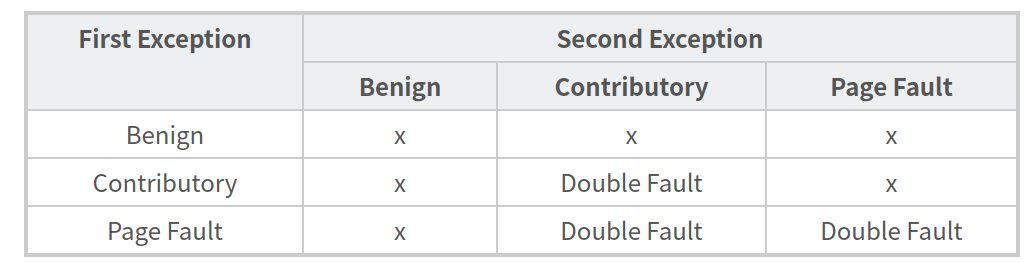 First Exception Second Exception
Benign Contributory Page Fault
Benign x x x
Contributory x Double Fault x
Page Fault x Double Fault Double Fault